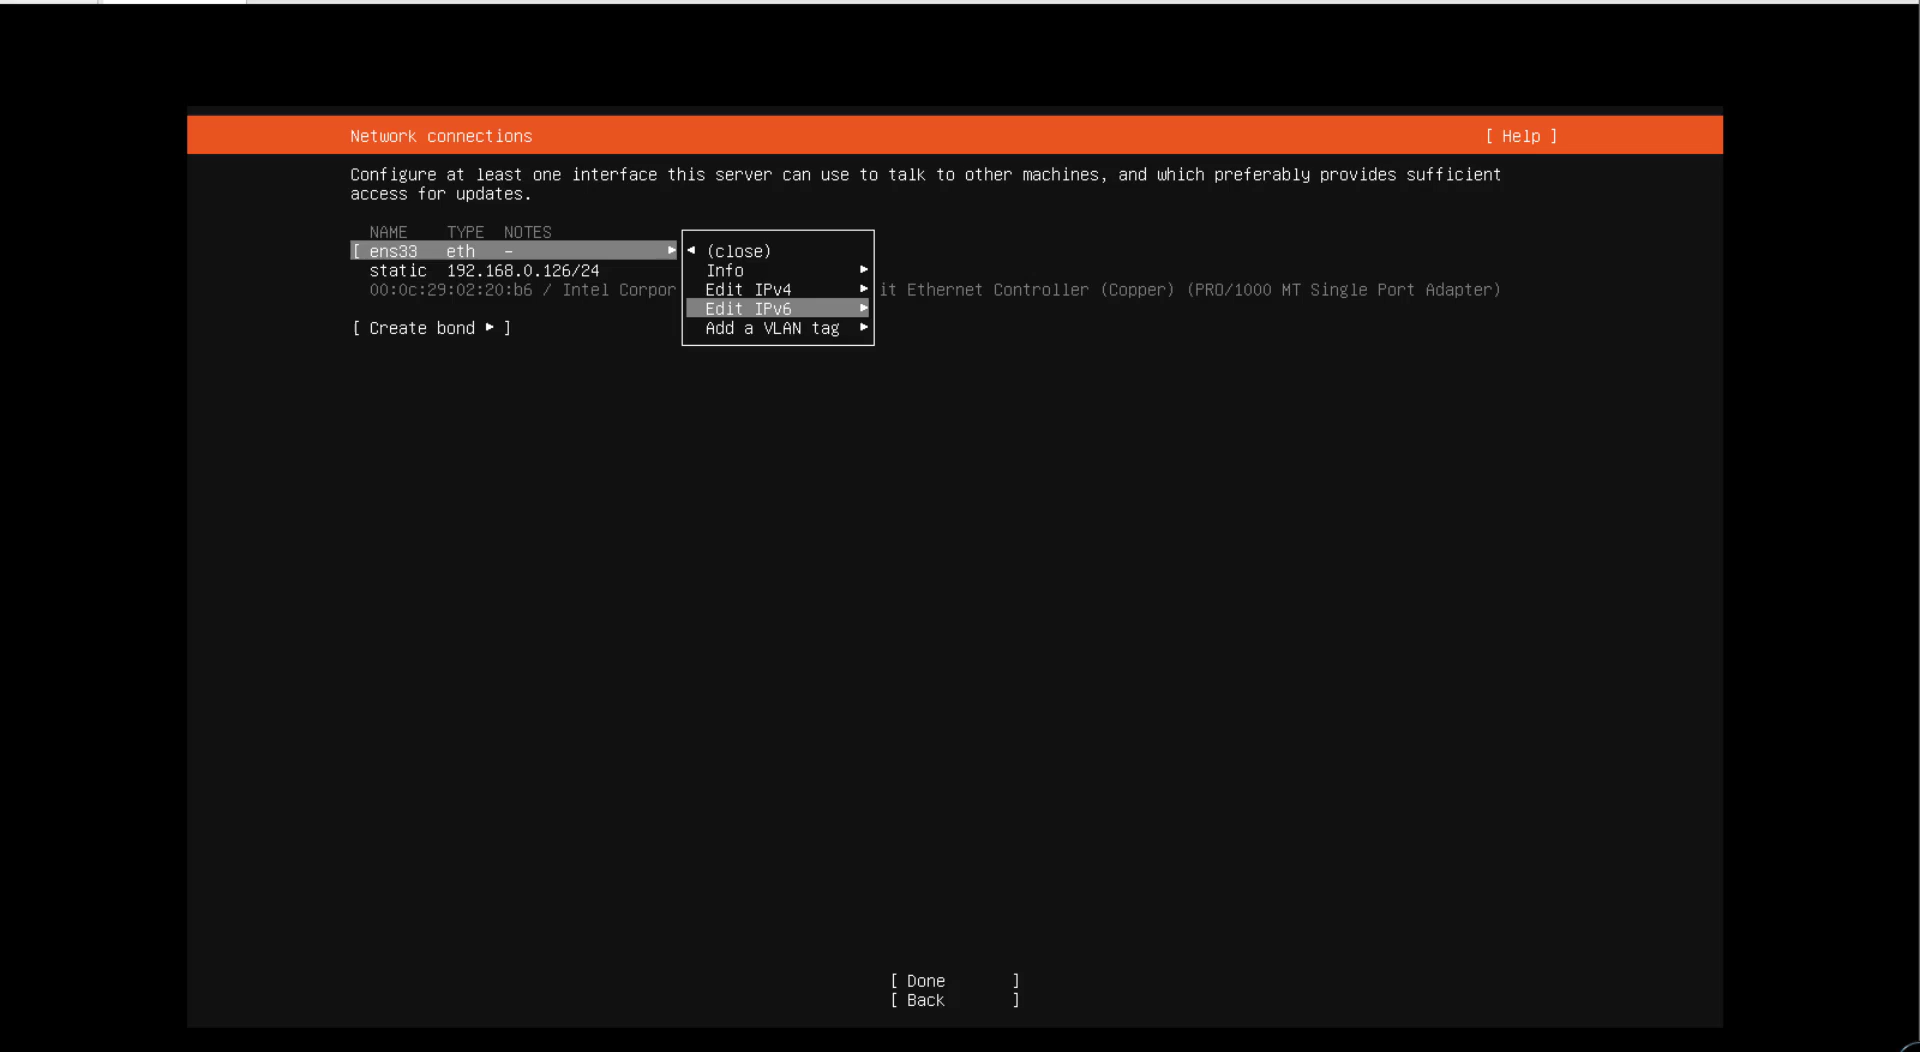 Network connections [ Help ]
Configure at least one interface this server can use to talk to other machines, and which preferably provides sufficient
access for updates.
NAME TYPE NOTES
[ ens33 eth - ▸ ◂ (close)
static 192.168.0.126/24 Info ▸
00:0c:29:02:20:b6 / Intel Corpor Edit IPv4 ▸ it Ethernet Controller (Copper) (PRO/1000 MT Single Port Adapter)
Edit IPv6 ▸
[ Create bond ▸ ] Add a VLAN tag ▸
[ Done ]
[ Back ]